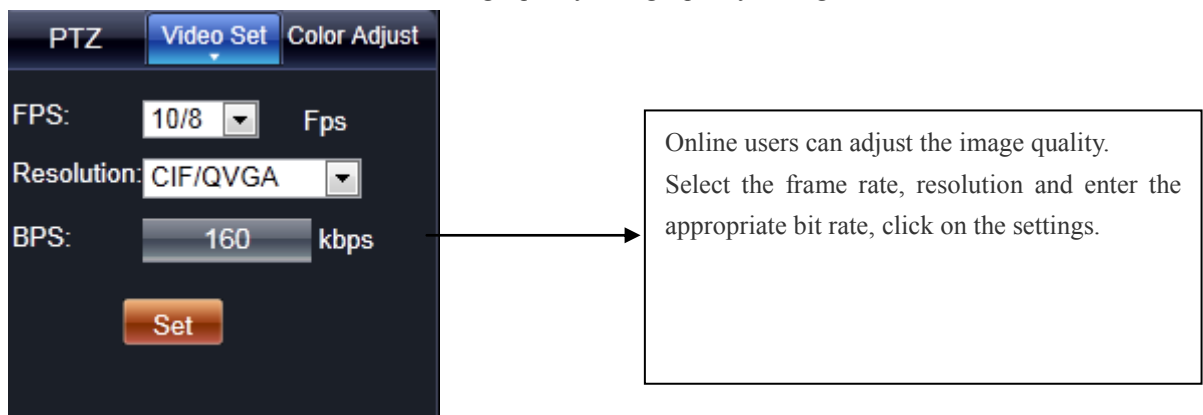 PTZ Video Set Color Adjust
FPS: 10/8 Fps
Resolution: CIF/QVGA
BPS: 160 kbps
Set
Online users can adjust the image quality.
Select the frame rate, resolution and enter the
appropriate bit rate, click on the settings.